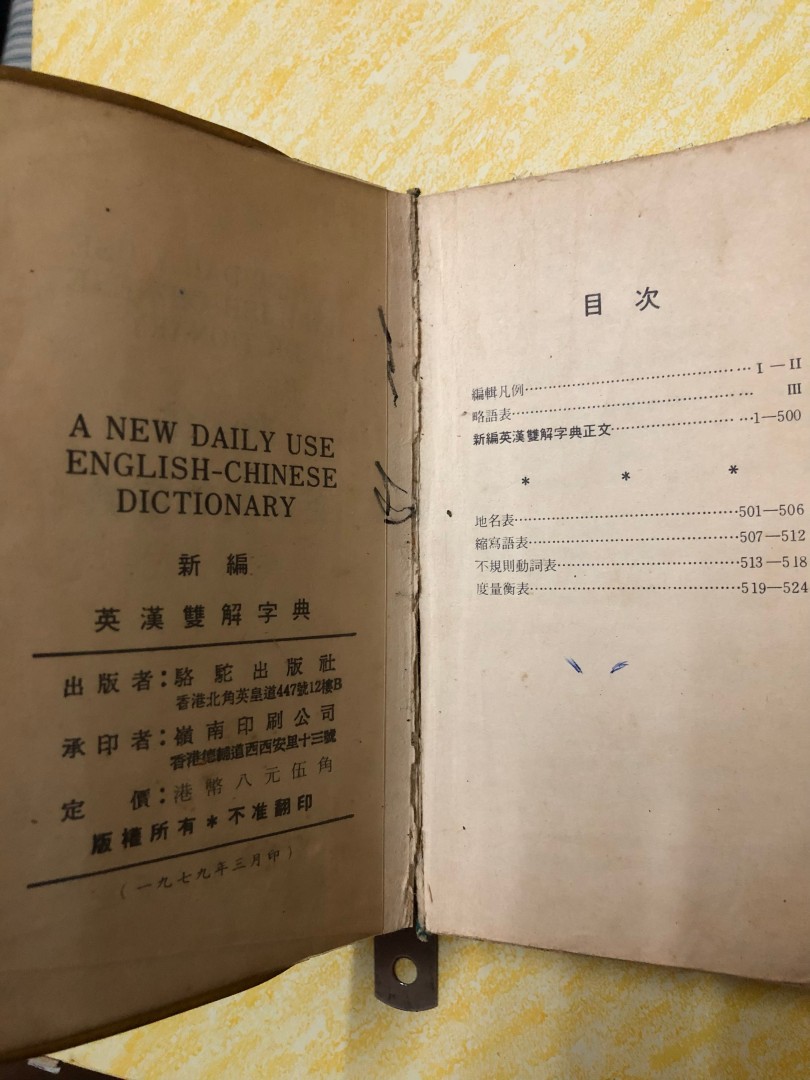 A NEW DAILY USE
ENGLISH-CHINESE
DICTIONARY
新編
英漢雙解字典
出版者：駱駝出版社
香港北角英皇道447號12樓B
承印者：嶺南印刷公司
香港德輔道西西安里十三號
定價：港幣八元伍角
版權所有＊不准翻印
（一九七九年三月印）
目次
編輯凡例……………………………………I—II
略語表……………………………………III
新編英漢雙解字典正文………………………1—500
* * *
地名表……………………………………501—506
縮寫語表…………………………………507—512
不規則動詞表……………………………513—518
度量衡表…………………………………519—524